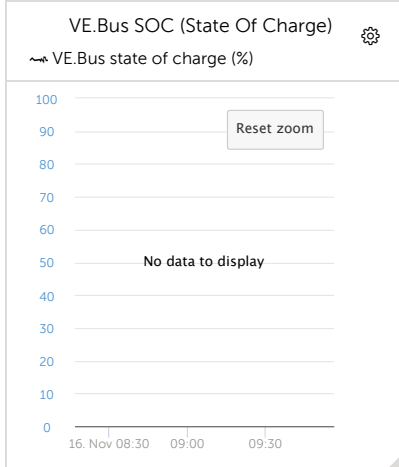 VE.Bus SOC (State Of Charge)
VE.Bus state of charge (%)
100
90
Reset zoom
80
70
60
50
No data to display
40
30
20
10
0
16. Nov 08:30 09:00 09:30